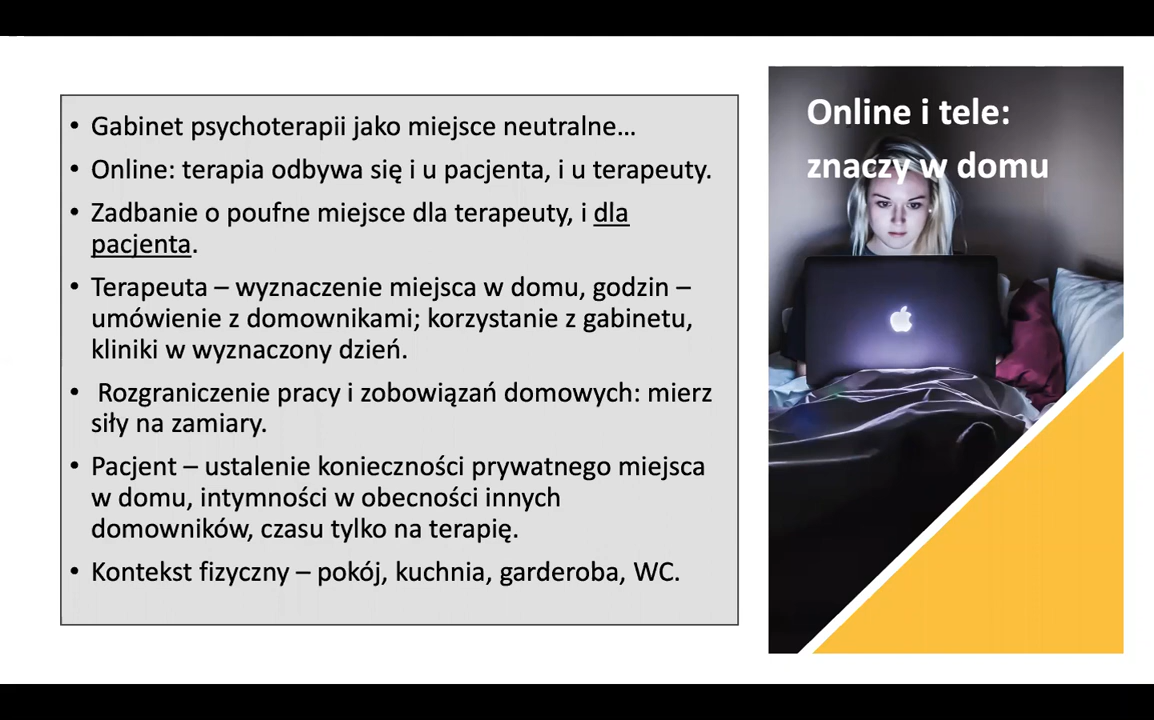 Online i tele:
znaczy w domu
• Gabinet psychoterapii jako miejsce neutralne...
• Online: terapia odbywa się i u pacjenta, i u terapeuty.
• Zadbanie o poufne miejsce dla terapeuty, i dla
pacjenta.
• Terapeuta – wyznaczenie miejsca w domu, godzin –
umówienie z domownikami; korzystanie z gabinetu,
kliniki w wyznaczony dzień.
• Rozgraniczenie pracy i zobowiązań domowych: mierz
siły na zamiary.
• Pacjent – ustalenie konieczności prywatnego miejsca
w domu, intymności w obecności innych
domowników, czasu tylko na terapię.
• Kontekst fizyczny – pokój, kuchnia, garderoba, WC.